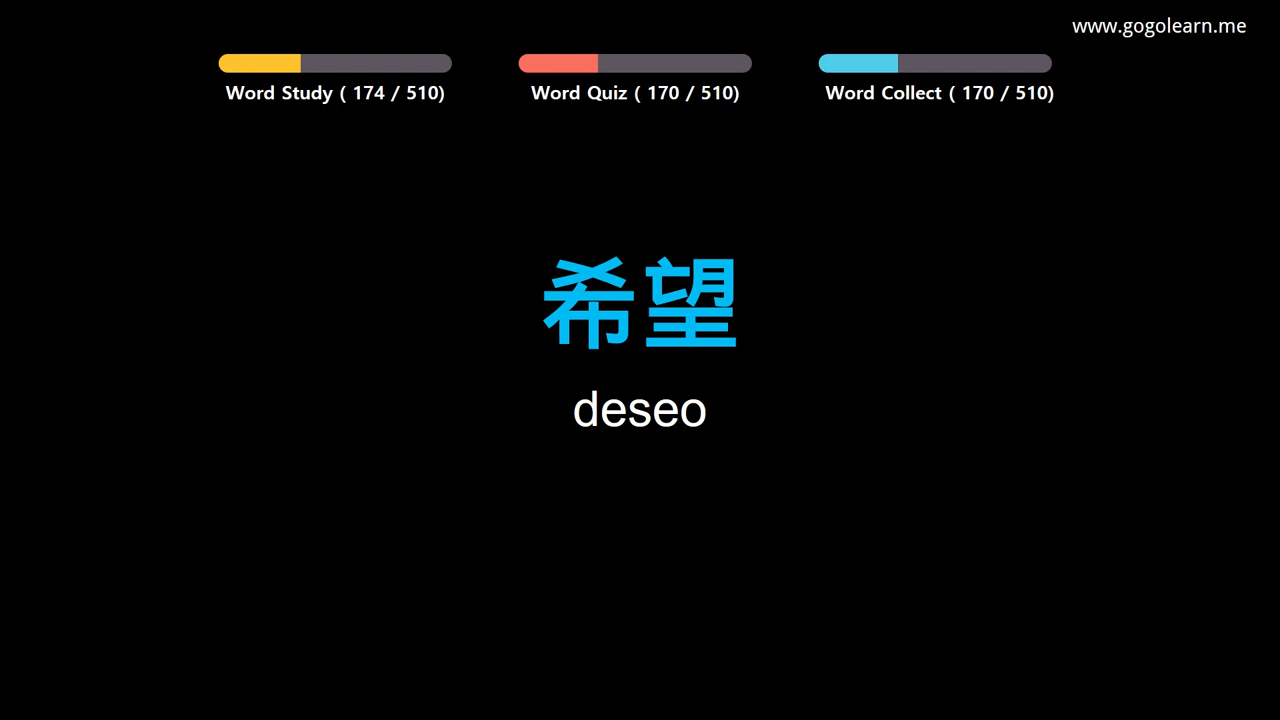 www.gogolearn.me
Word Study ( 174 / 510)
Word Quiz ( 170 / 510)
Word Collect ( 170 / 510)
希望
deseo